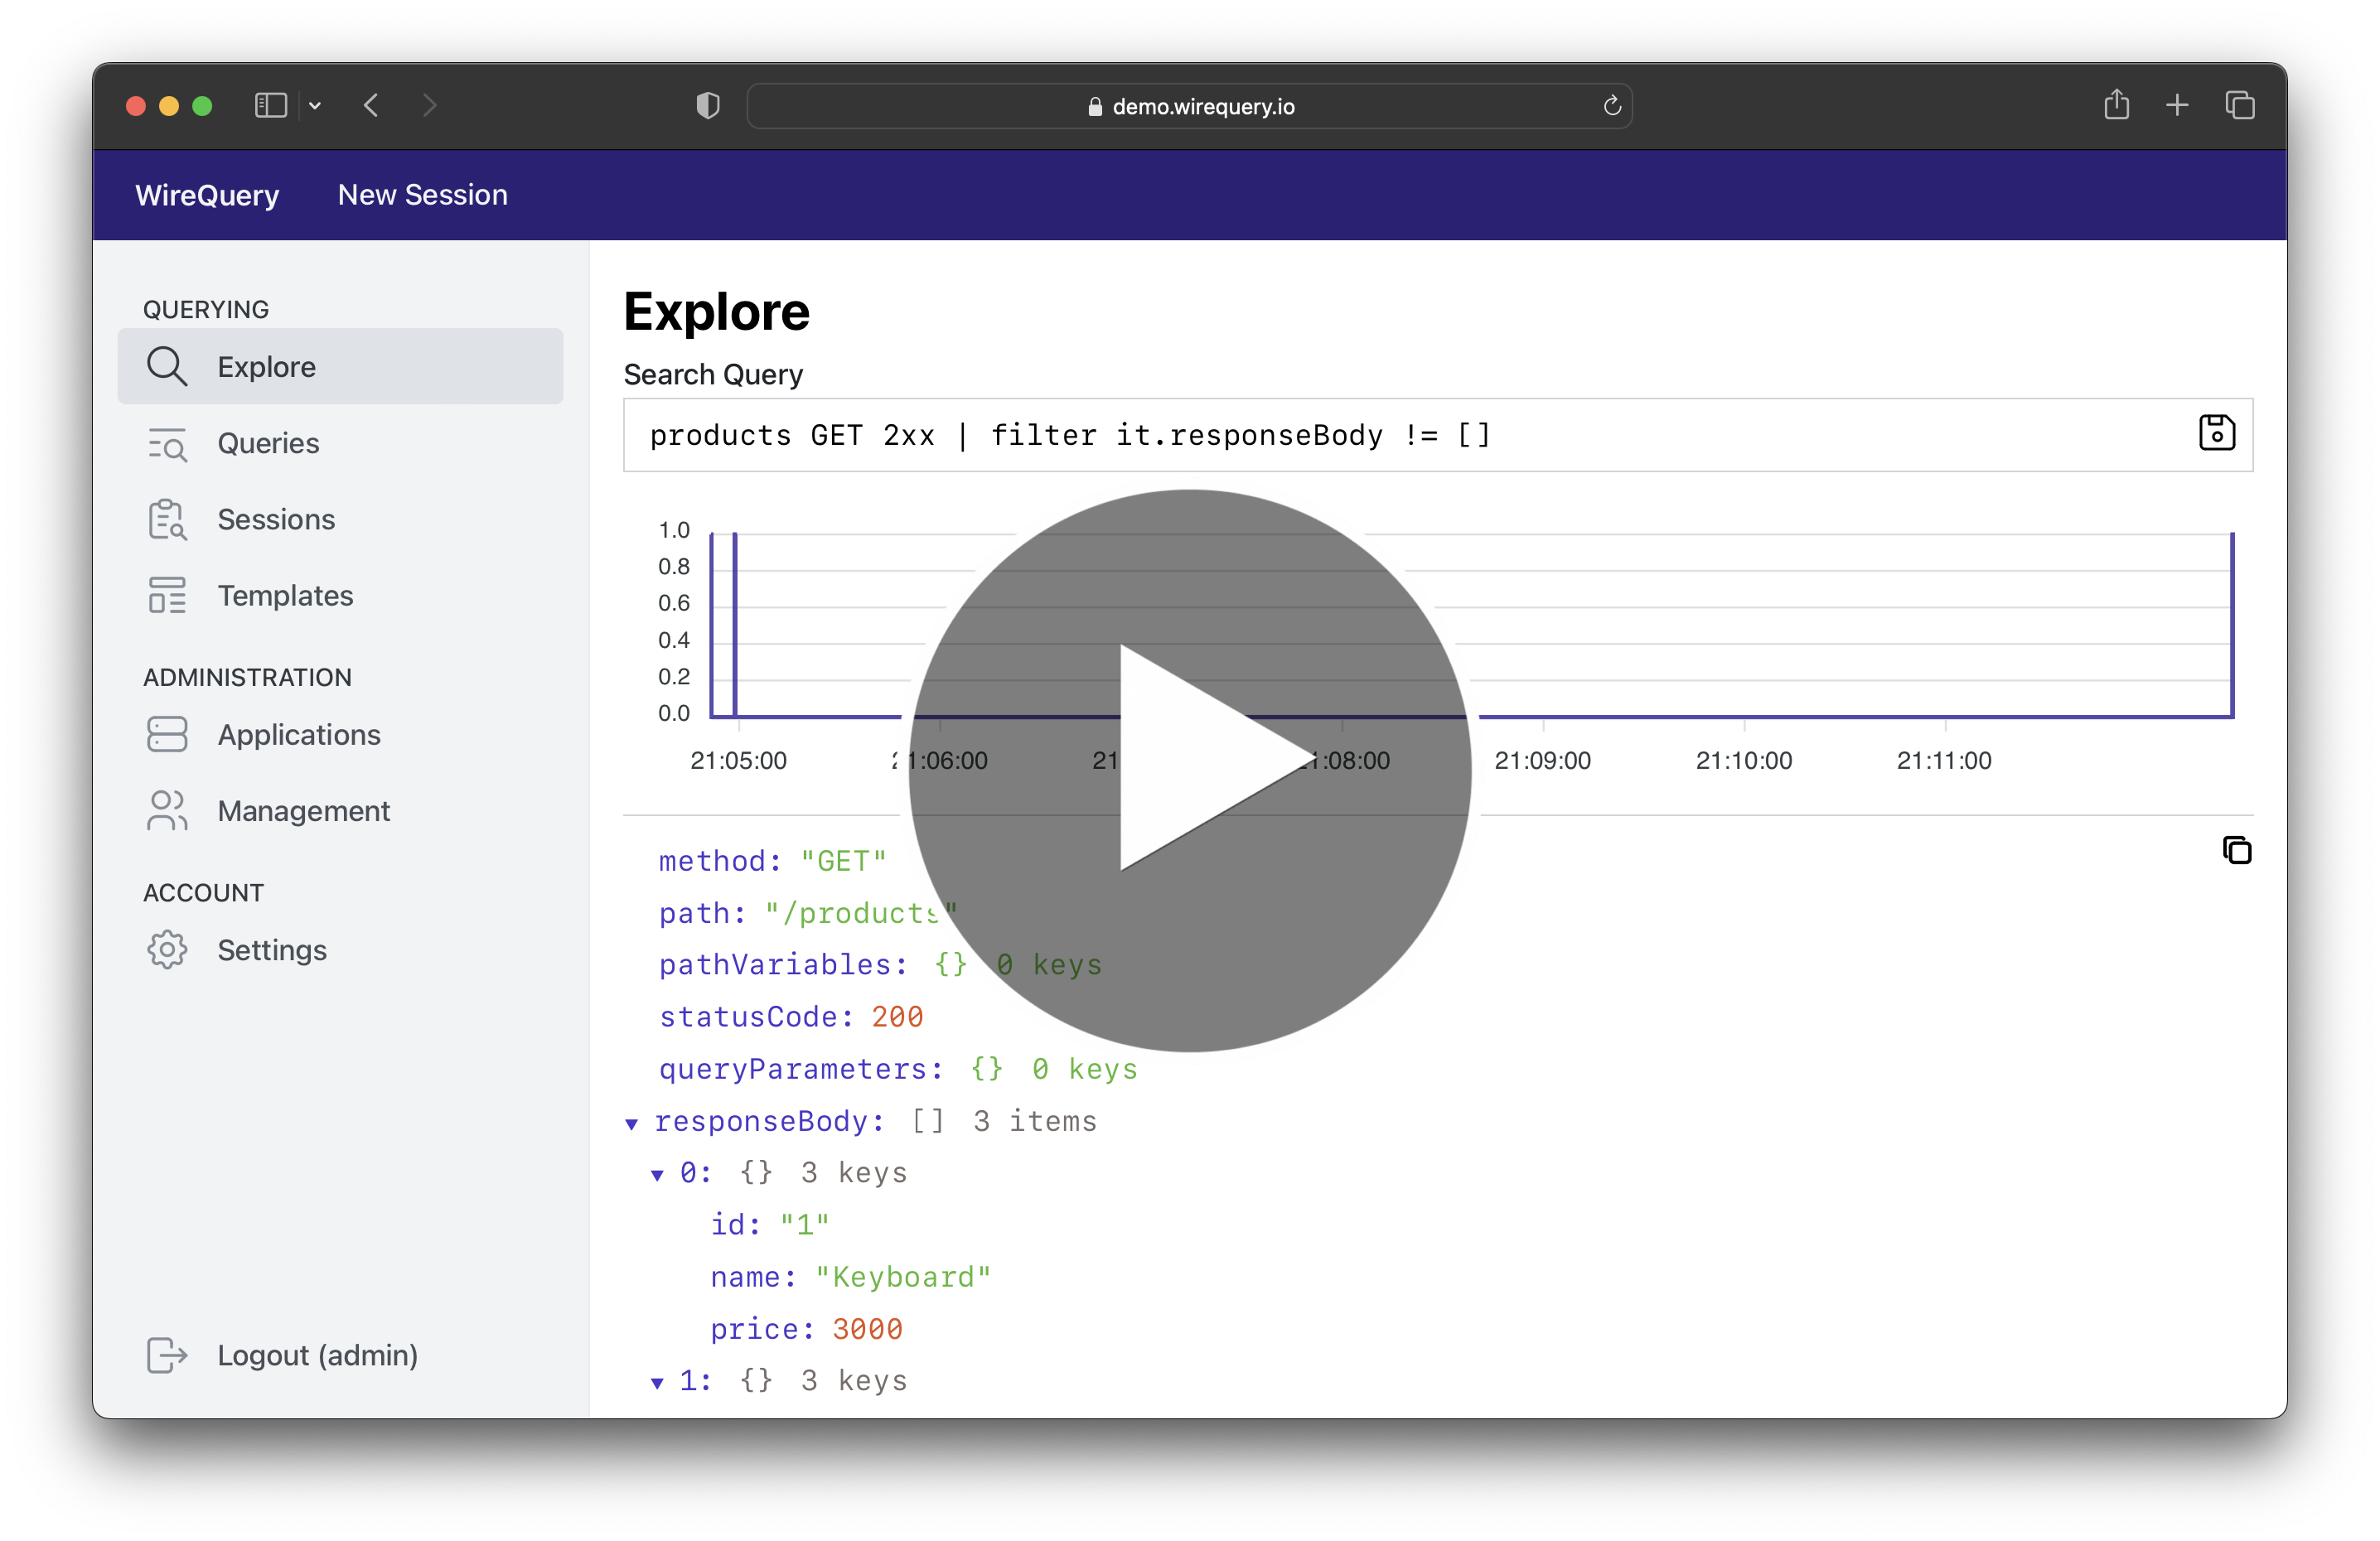 demo.wirequery.io
WireQuery New Session
QUERYING
Explore
Queries
Sessions
Templates
ADMINISTRATION
Applications
Management
ACCOUNT
Settings
Logout (admin)
Explore
Search Query
products GET 2xx | filter it.responseBody != []
1.0
0.8
0.6
0.4
0.2
0.0
21:05:00 21:06:00 21 1:08:00 21:09:00 21:10:00 21:11:00
method: "GET"
path: "/products"
pathVariables: {} 0 keys
statusCode: 200
queryParameters: {} 0 keys
responseBody: [] 3 items
0: {} 3 keys
id: "1"
name: "Keyboard"
price: 3000
1: {} 3 keys